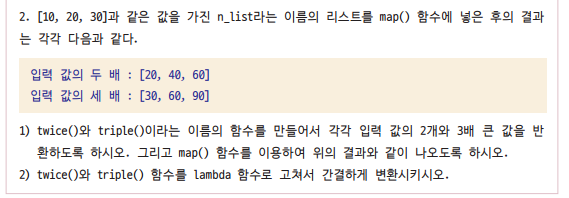 2. [10, 20, 30]과 같은 값을 가진 n_list라는 이름의 리스트를 map() 함수에 넣은 후의 결과
는 각각 다음과 같다.
입력 값의 두 배 : [20, 40, 60]
입력 값의 세 배 : [30, 60, 90]
1) twice()와 triple()이라는 이름의 함수를 만들어서 각각 입력 값의 2개와 3배 큰 값을 반
환하도록 하시오. 그리고 map() 함수를 이용하여 위의 결과와 같이 나오도록 하시오.
2) twice()와 triple() 함수를 lambda 함수로 고쳐서 간결하게 변환시키시오.